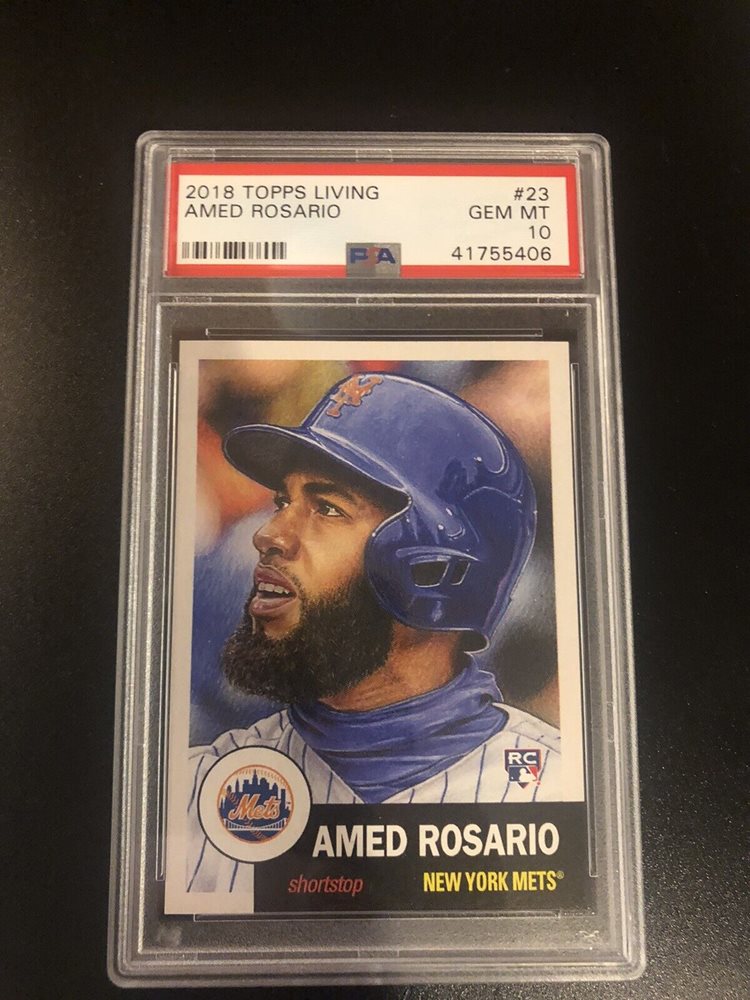 2018 TOPPS LIVING #23
AMED ROSARIO GEM MT
10
PSA 41755406
NY
RC
Mets
AMED ROSARIO
shortstop NEW YORK METS®